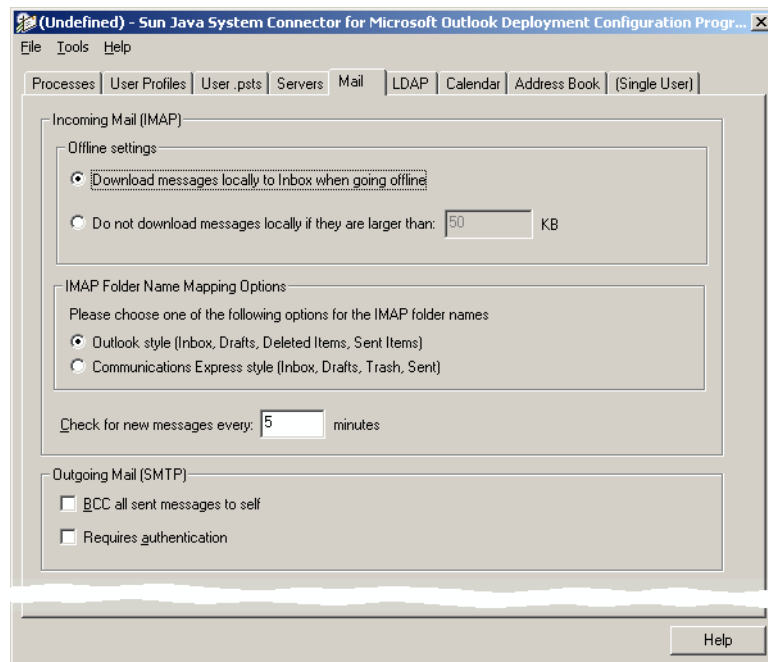 (Undefined) - Sun Java System Connector for Microsoft Outlook Deployment Configuration Progr...
File Tools Help
Processes User Profiles User .psts Servers Mail LDAP Calendar Address Book (Single User)
Incoming Mail (IMAP)
Offline settings
Download messages locally to Inbox when going offline
Do not download messages locally if they are larger than: 50 KB
IMAP Folder Name Mapping Options
Please choose one of the following options for the IMAP folder names
Outlook style (Inbox, Drafts, Deleted Items, Sent Items)
Communications Express style (Inbox, Drafts, Trash, Sent)
Check for new messages every: 5 minutes
Outgoing Mail (SMTP)
BCC all sent messages to self
Requires authentication
Help